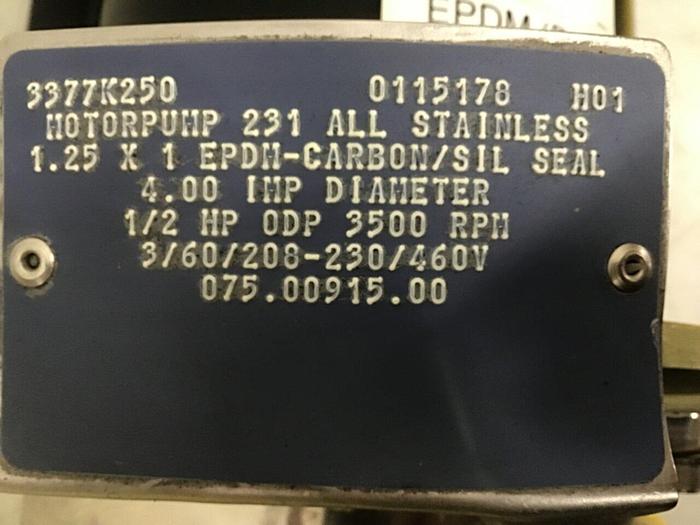 EPDM
3377K250 0115178 H01
MOTORPUMP 231 ALL STAINLESS
1.25 X 1 EPDM-CARBON/SIL SEAL
4.00 IMP DIAMETER
1/2 HP ODP 3500 RPM
3/60/208-230/460V
075.00915.00